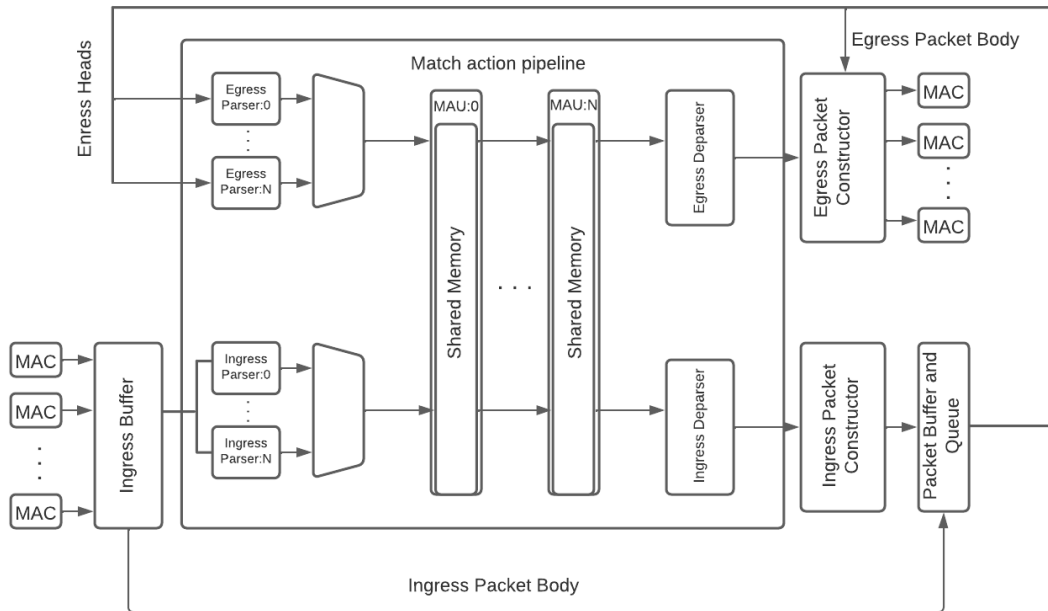 Egress Packet Body
Match action pipeline
Enress Heads
Egress
Parser:0
Egress
Parser:N
MAU:0
MAU:N
Shared Memory
. . .
Shared Memory
Egress Deparser
Egress Packet
Constructor
MAC
MAC
MAC
MAC
MAC
MAC
Ingress Buffer
Ingress
Parser:0
Ingress
Parser:N
Ingress Deparser
Ingress Packet
Constructor
Packet Buffer and
Queue
Ingress Packet Body